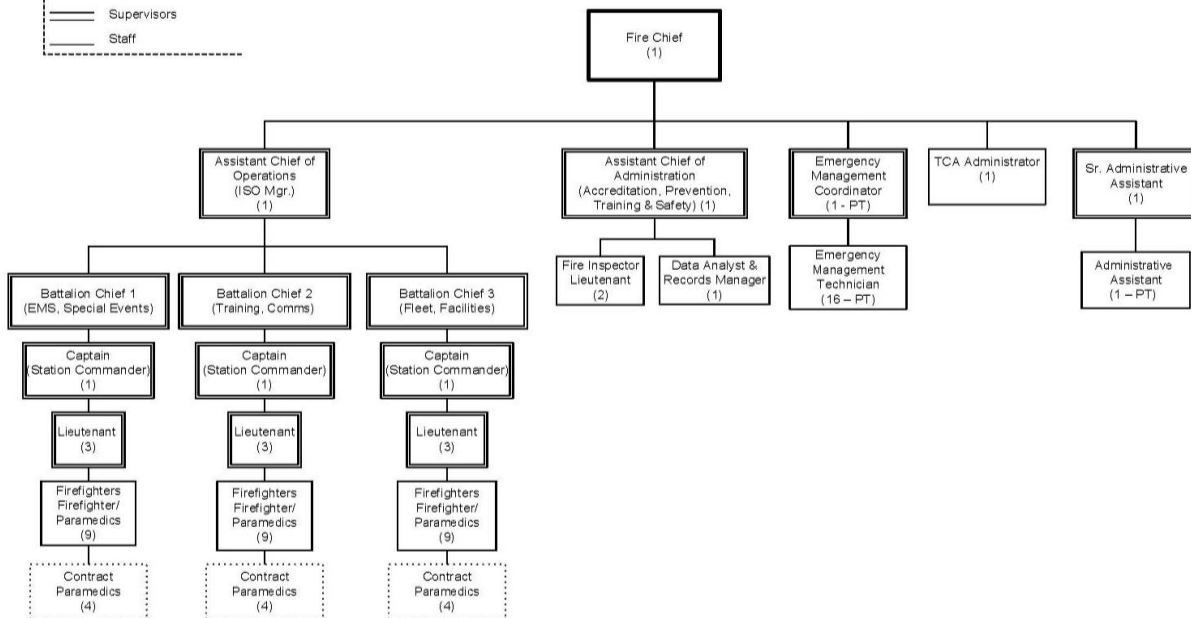 Supervisors
Staff
Fire Chief
(1)
Assistant Chief of
Operations
(ISO Mgr.)
(1)
Assistant Chief of
Administration
(Accreditation, Prevention,
Training & Safety) (1)
Emergency
Management
Coordinator
(1 - PT)
TCA Administrator
(1)
Sr. Administrative
Assistant
(1)
Battalion Chief 1
(EMS, Special Events)
Battalion Chief 2
(Training, Comms)
Battalion Chief 3
(Fleet, Facilities)
Fire Inspector
Lieutenant
(2)
Data Analyst &
Records Manager
(1)
Emergency
Management
Technician
(16 – PT)
Administrative
Assistant
(1 – PT)
Captain
(Station Commander)
(1)
Captain
(Station Commander)
(1)
Captain
(Station Commander)
(1)
Lieutenant
(3)
Lieutenant
(3)
Lieutenant
(3)
Firefighters
Firefighter/
Paramedics
(9)
Firefighters
Firefighter/
Paramedics
(9)
Firefighters
Firefighter/
Paramedics
(9)
Contract
Paramedics
(4)
Contract
Paramedics
(4)
Contract
Paramedics
(4)